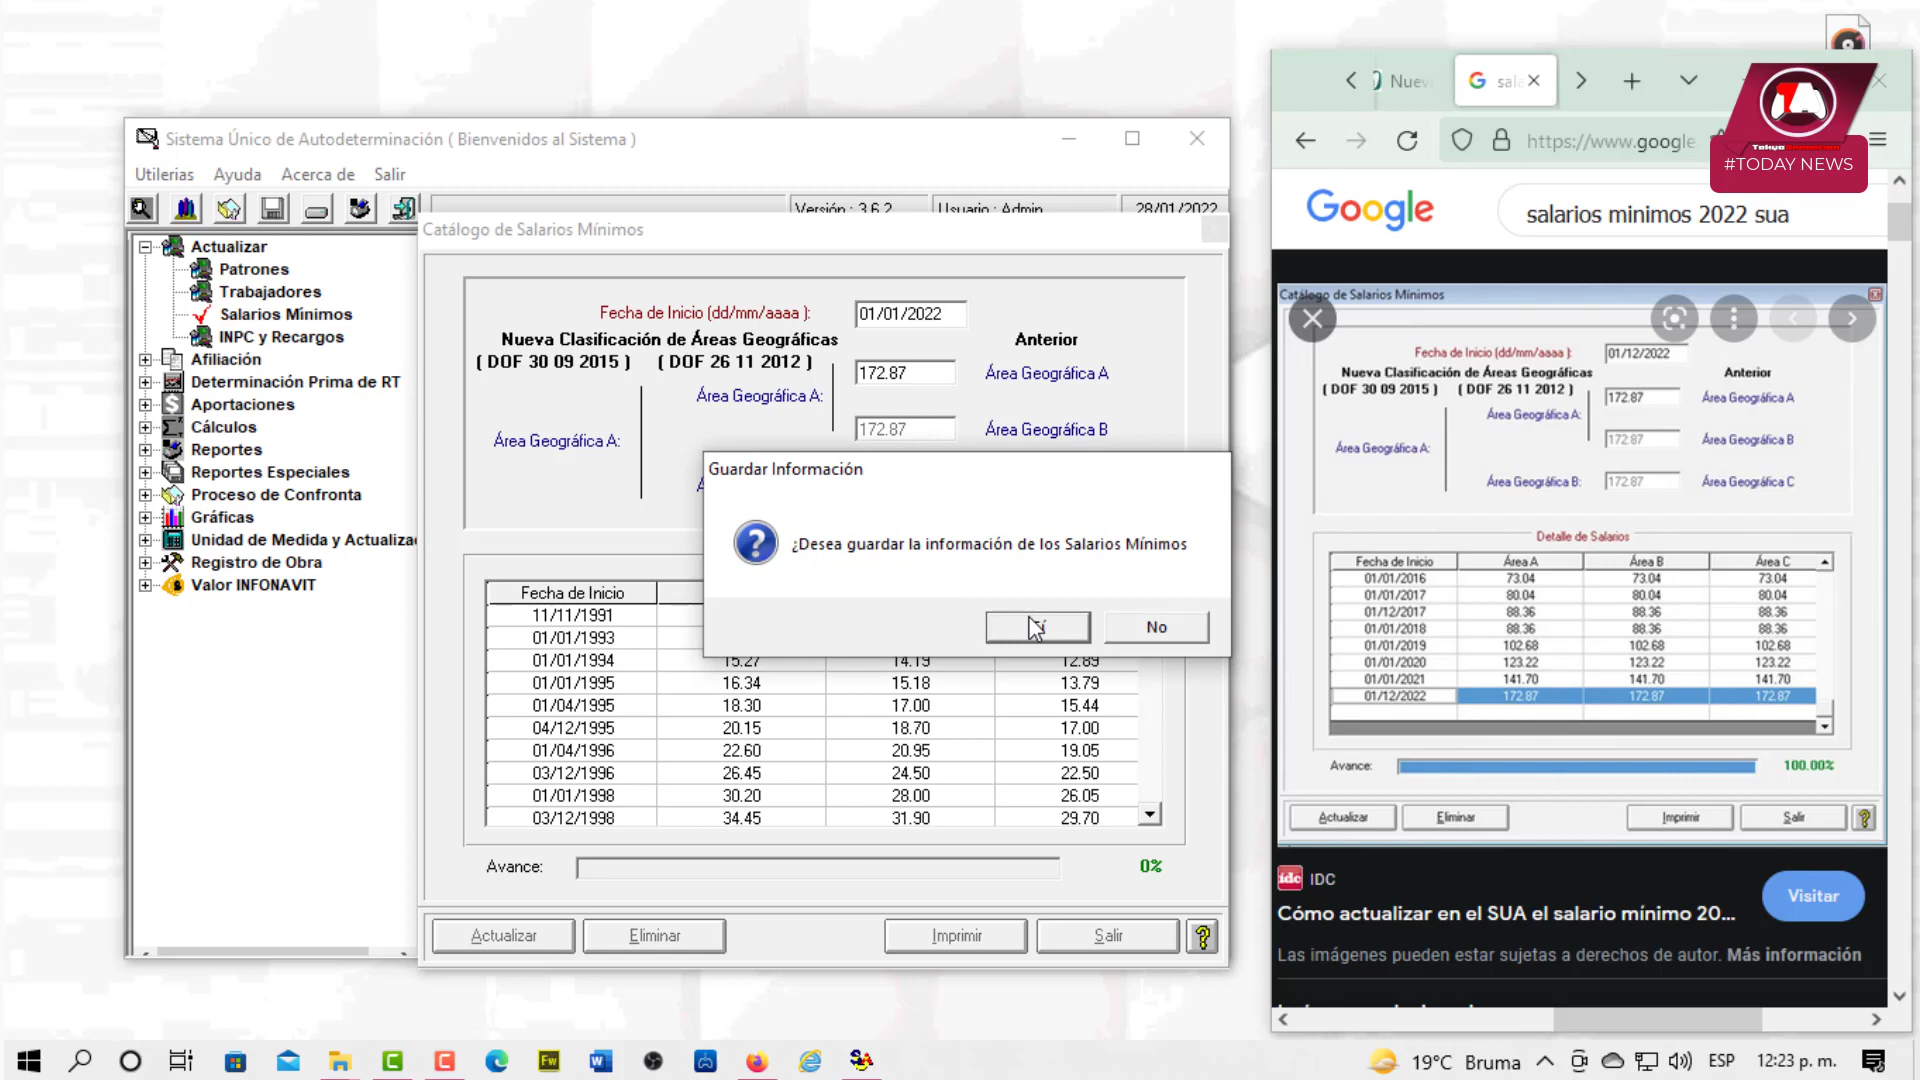 Sistema Único de Autodeterminación ( Bienvenidos al Sistema )
Utilerias Ayuda Acerca de Salir
Versión : 3.6.2 Usuario : Admin 28/01/2022
Actualizar
Patrones
Trabajadores
Salarios Mínimos
INPC y Recargos
Afiliación
Determinación Prima de RT
Aportaciones
Cálculos
Reportes
Reportes Especiales
Proceso de Confronta
Gráficas
Unidad de Medida y Actualiza
Registro de Obra
Valor INFONAVIT
Catálogo de Salarios Mínimos
Fecha de Inicio (dd/mm/aaaa ): 01/01/2022
Nueva Clasificación de Áreas Geográficas Anterior
( DOF 30 09 2015 ) ( DOF 26 11 2012 )
172.87 Área Geográfica A
Área Geográfica A:
172.87 Área Geográfica B
Área Geográfica A:
Guardar Información
¿Desea guardar la información de los Salarios Mínimos
No
Fecha de Inicio
11/11/1991
01/01/1993
01/01/1994 15.27 14.19 12.89
01/01/1995 16.34 15.18 13.79
01/04/1995 18.30 17.00 15.44
04/12/1995 20.15 18.70 17.00
01/04/1996 22.60 20.95 19.05
03/12/1996 26.45 24.50 22.50
01/01/1998 30.20 28.00 26.05
03/12/1998 34.45 31.90 29.70
Avance: 0%
Actualizar Eliminar Imprimir Salir
Nuev sal
https://www.google
#TODAY NEWS
Google salarios minimos 2022 sua
Catálogo de Salarios Mínimos
Fecha de Inicio (dd/mm/aaaa ): 01/12/2022
Nueva Clasificación de Áreas Geográficas Anterior
( DOF 30 09 2015 ) ( DOF 26 11 2012 )
172.87 Área Geográfica A
Área Geográfica A:
172.87 Área Geográfica B
Área Geográfica A:
Área Geográfica B: 172.87 Área Geográfica C
Detalle de Salarios
Fecha de Inicio Área A Área B Área C
01/01/2016 73.04 73.04 73.04
01/01/2017 80.04 80.04 80.04
01/12/2017 88.36 88.36 88.36
01/01/2018 88.36 88.36 88.36
01/01/2019 102.68 102.68 102.68
01/01/2020 123.22 123.22 123.22
01/01/2021 141.70 141.70 141.70
01/12/2022 172.87 172.87 172.87
Avance: 100.00%
Actualizar Eliminar Imprimir Salir
idc IDC
Visitar
Cómo actualizar en el SUA el salario mínimo 20...
Las imágenes pueden estar sujetas a derechos de autor. Más información
Fw W
19°C Bruma ESP 12:23 p. m.